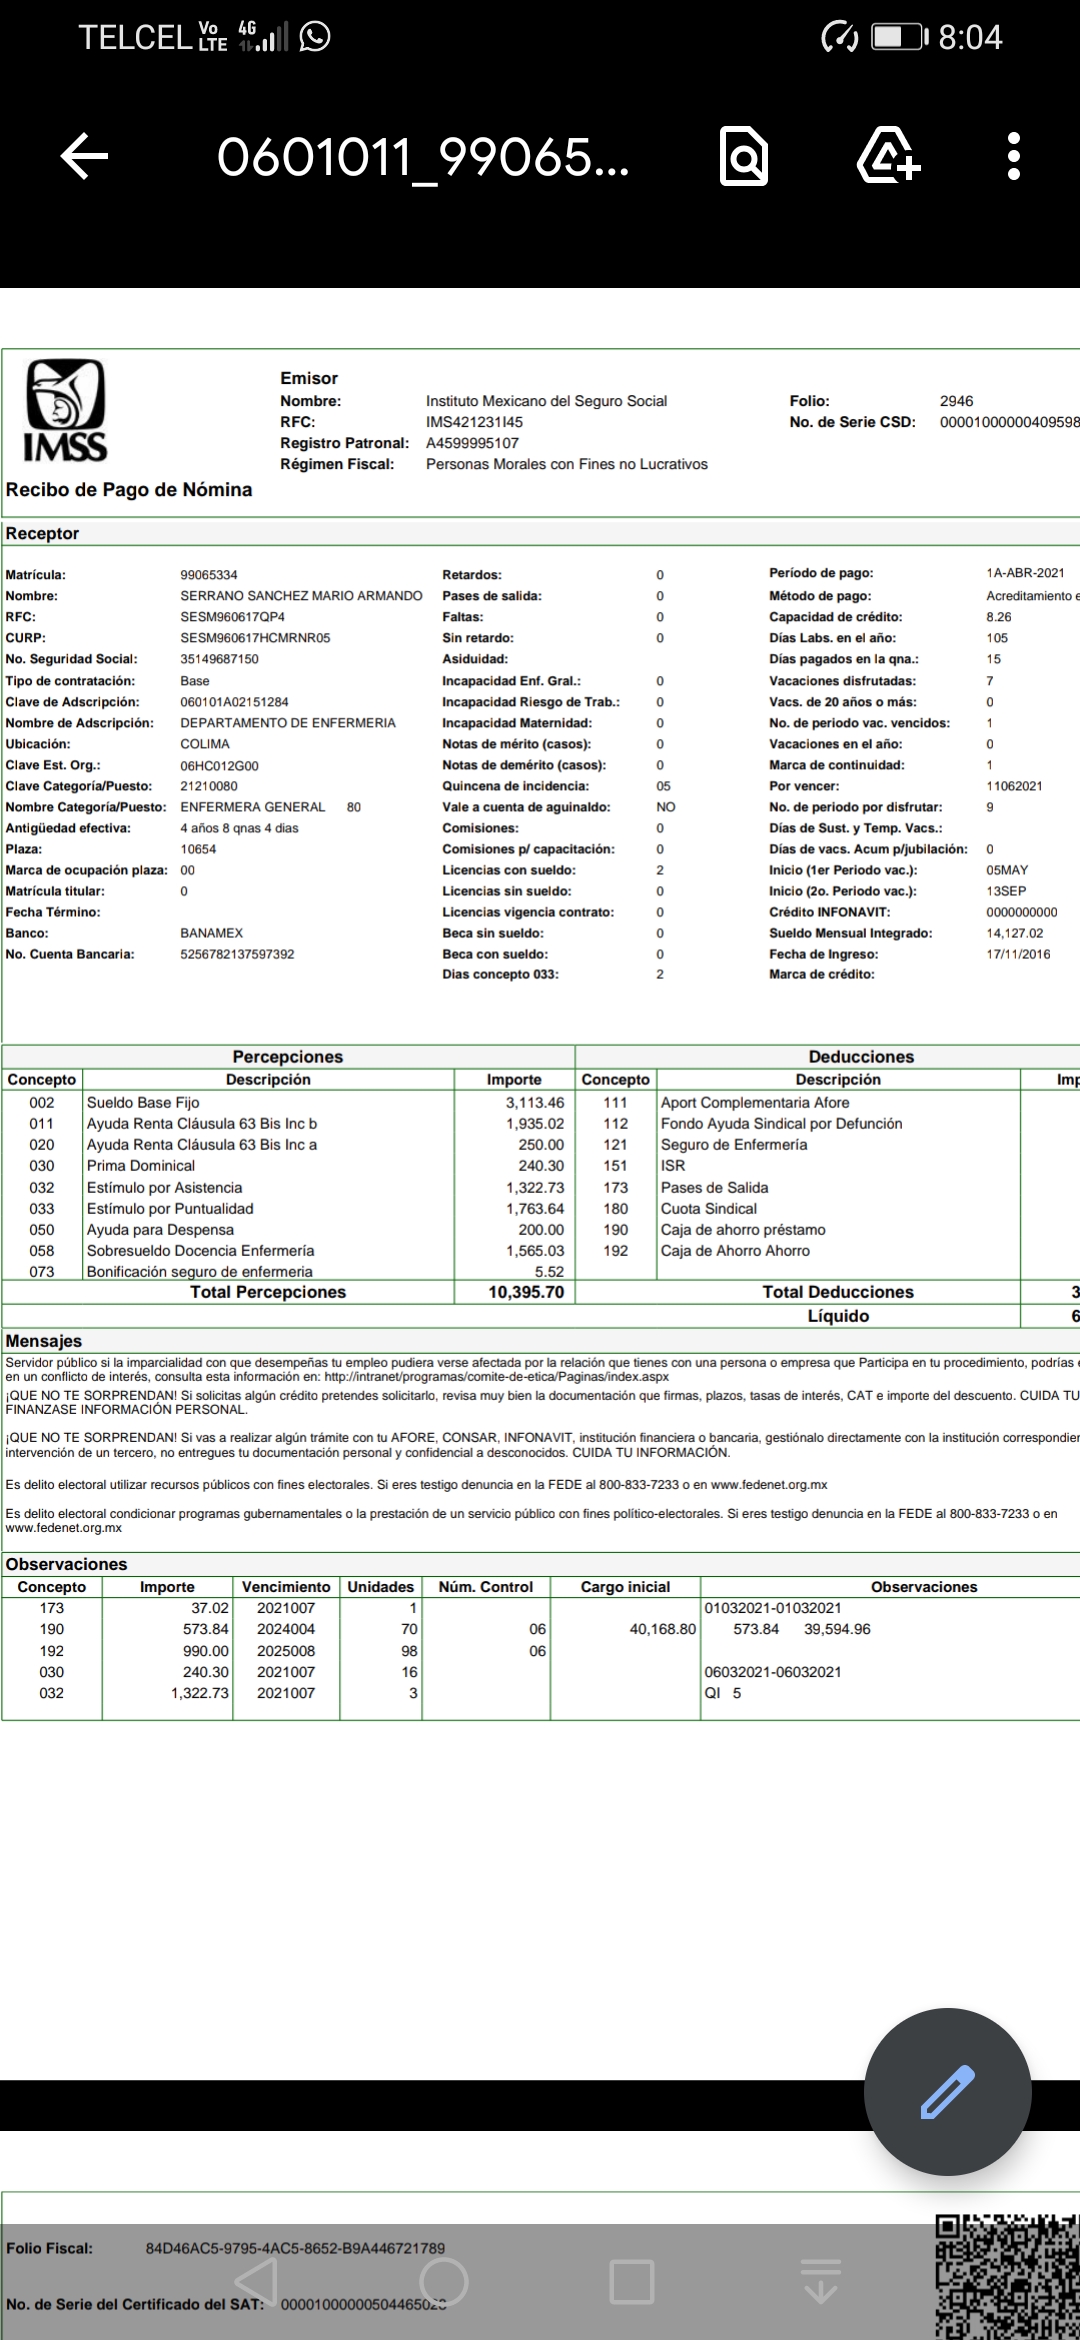 TELCEL Vo LTE 4G 8:04
0601011_99065...
IMSS
Recibo de Pago de Nómina
Emisor
Nombre: Instituto Mexicano del Seguro Social Folio: 2946
RFC: IMS421231I45 No. de Serie CSD: 00001000000409598
Registro Patronal: A4599995107
Régimen Fiscal: Personas Morales con Fines no Lucrativos
Receptor
Matrícula: 99065334 Retardos: 0 Período de pago: 1A-ABR-2021
Nombre: SERRANO SANCHEZ MARIO ARMANDO Pases de salida: 0 Método de pago: Acreditamiento e
RFC: SESM960617QP4 Faltas: 0 Capacidad de crédito: 8.26
CURP: SESM960617HCMRNR05 Sin retardo: 0 Días Labs. en el año: 105
No. Seguridad Social: 35149687150 Asiduidad: Días pagados en la qna.: 15
Tipo de contratación: Base Incapacidad Enf. Gral.: 0 Vacaciones disfrutadas: 7
Clave de Adscripción: 060101A02151284 Incapacidad Riesgo de Trab.: 0 Vacs. de 20 años o más: 0
Nombre de Adscripción: DEPARTAMENTO DE ENFERMERIA Incapacidad Maternidad: 0 No. de periodo vac. vencidos: 1
Ubicación: COLIMA Notas de mérito (casos): 0 Vacaciones en el año: 0
Clave Est. Org.: 06HC012G00 Notas de demérito (casos): 0 Marca de continuidad: 1
Clave Categoría/Puesto: 21210080 Quincena de incidencia: 05 Por vencer: 11062021
Nombre Categoría/Puesto: ENFERMERA GENERAL 80 Vale a cuenta de aguinaldo: NO No. de periodo por disfrutar: 9
Antigüedad efectiva: 4 años 8 qnas 4 dias Comisiones: 0 Días de Sust. y Temp. Vacs.:
Plaza: 10654 Comisiones p/ capacitación: 0 Días de vacs. Acum p/jubilación: 0
Marca de ocupación plaza: 00 Licencias con sueldo: 2 Inicio (1er Periodo vac.): 05MAY
Matrícula titular: 0 Licencias sin sueldo: 0 Inicio (2o. Periodo vac.): 13SEP
Fecha Término: Licencias vigencia contrato: 0 Crédito INFONAVIT: 0000000000
Banco: BANAMEX Beca sin sueldo: 0 Sueldo Mensual Integrado: 14,127.02
No. Cuenta Bancaria: 5256782137597392 Beca con sueldo: 0 Fecha de Ingreso: 17/11/2016
Dias concepto 033: 2 Marca de crédito:
Percepciones Deducciones
Concepto Descripción Importe Concepto Descripción Imp
002 Sueldo Base Fijo 3,113.46 111 Aport Complementaria Afore
011 Ayuda Renta Cláusula 63 Bis Inc b 1,935.02 112 Fondo Ayuda Sindical por Defunción
020 Ayuda Renta Cláusula 63 Bis Inc a 250.00 121 Seguro de Enfermería
030 Prima Dominical 240.30 151 ISR
032 Estímulo por Asistencia 1,322.73 173 Pases de Salida
033 Estímulo por Puntualidad 1,763.64 180 Cuota Sindical
050 Ayuda para Despensa 200.00 190 Caja de ahorro préstamo
058 Sobresueldo Docencia Enfermería 1,565.03 192 Caja de Ahorro Ahorro
073 Bonificación seguro de enfermeria 5.52
Total Percepciones 10,395.70 Total Deducciones 3
Líquido 6
Mensajes
Servidor público si la imparcialidad con que desempeñas tu empleo pudiera verse afectada por la relación que tienes con una persona o empresa que Participa en tu procedimiento, podrías e
en un conflicto de interés, consulta esta información en: http://intranet/programas/comite-de-etica/Paginas/index.aspx
¡QUE NO TE SORPRENDAN! Si solicitas algún crédito pretendes solicitarlo, revisa muy bien la documentación que firmas, plazos, tasas de interés, CAT e importe del descuento. CUIDA TU
FINANZASE INFORMACIÓN PERSONAL.
¡QUE NO TE SORPRENDAN! Si vas a realizar algún trámite con tu AFORE, CONSAR, INFONAVIT, institución financiera o bancaria, gestiónalo directamente con la institución correspondien
intervención de un tercero, no entregues tu documentación personal y confidencial a desconocidos. CUIDA TU INFORMACIÓN.
Es delito electoral utilizar recursos públicos con fines electorales. Si eres testigo denuncia en la FEDE al 800-833-7233 o en www.fedenet.org.mx
Es delito electoral condicionar programas gubernamentales o la prestación de un servicio público con fines político-electorales. Si eres testigo denuncia en la FEDE al 800-833-7233 o en
www.fedenet.org.mx
Observaciones
Concepto Importe Vencimiento Unidades Núm. Control Cargo inicial Observaciones
173 37.02 2021007 1 01032021-01032021
190 573.84 2024004 70 06 40,168.80 573.84 39,594.96
192 990.00 2025008 98 06
030 240.30 2021007 16 06032021-06032021
032 1,322.73 2021007 3 QI 5
Folio Fiscal: 84D46AC5-9795-4AC5-8652-B9A446721789
No. de Serie del Certificado del SAT: